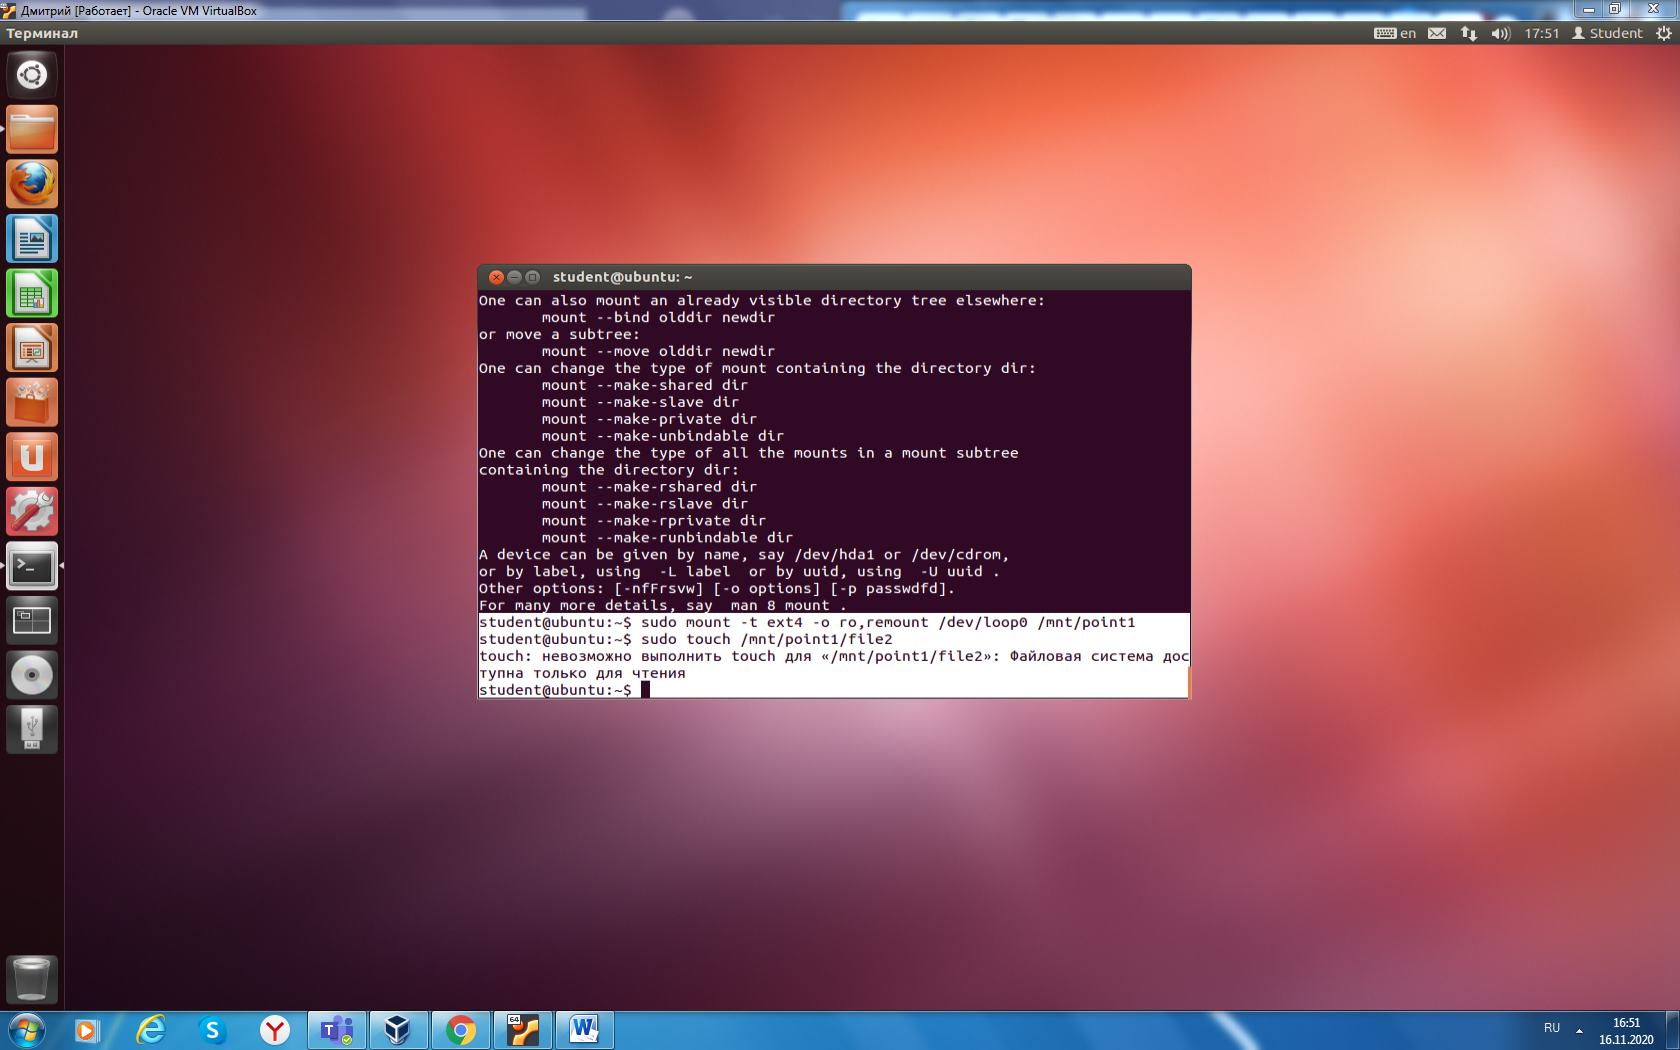 Дмитрий [Работает] - Oracle VM VirtualBox
Терминал
en
17:51
Student
student@ubuntu: ~
One can also mount an already visible directory tree elsewhere:
mount --bind olddir newdir
or move a subtree:
mount --move olddir newdir
One can change the type of mount containing the directory dir:
mount --make-shared dir
mount --make-slave dir
mount --make-private dir
mount --make-unbindable dir
One can change the type of all the mounts in a mount subtree
containing the directory dir:
mount --make-rshared dir
mount --make-rslave dir
mount --make-rprivate dir
mount --make-runbindable dir
A device can be given by name, say /dev/hda1 or /dev/cdrom,
or by label, using  -L label  or by uuid, using  -U uuid .
Other options: [-nfFrsvw] [-o options] [-p passwdfd].
For many more details, say  man 8 mount .
student@ubuntu:~$ sudo mount -t ext4 -o ro,remount /dev/loop0 /mnt/point1
student@ubuntu:~$ sudo touch /mnt/point1/file2
touch: невозможно выполнить touch для «/mnt/point1/file2»: Файловая система дос
тупна только для чтения
student@ubuntu:~$
64
RU
16:51
16.11.2020